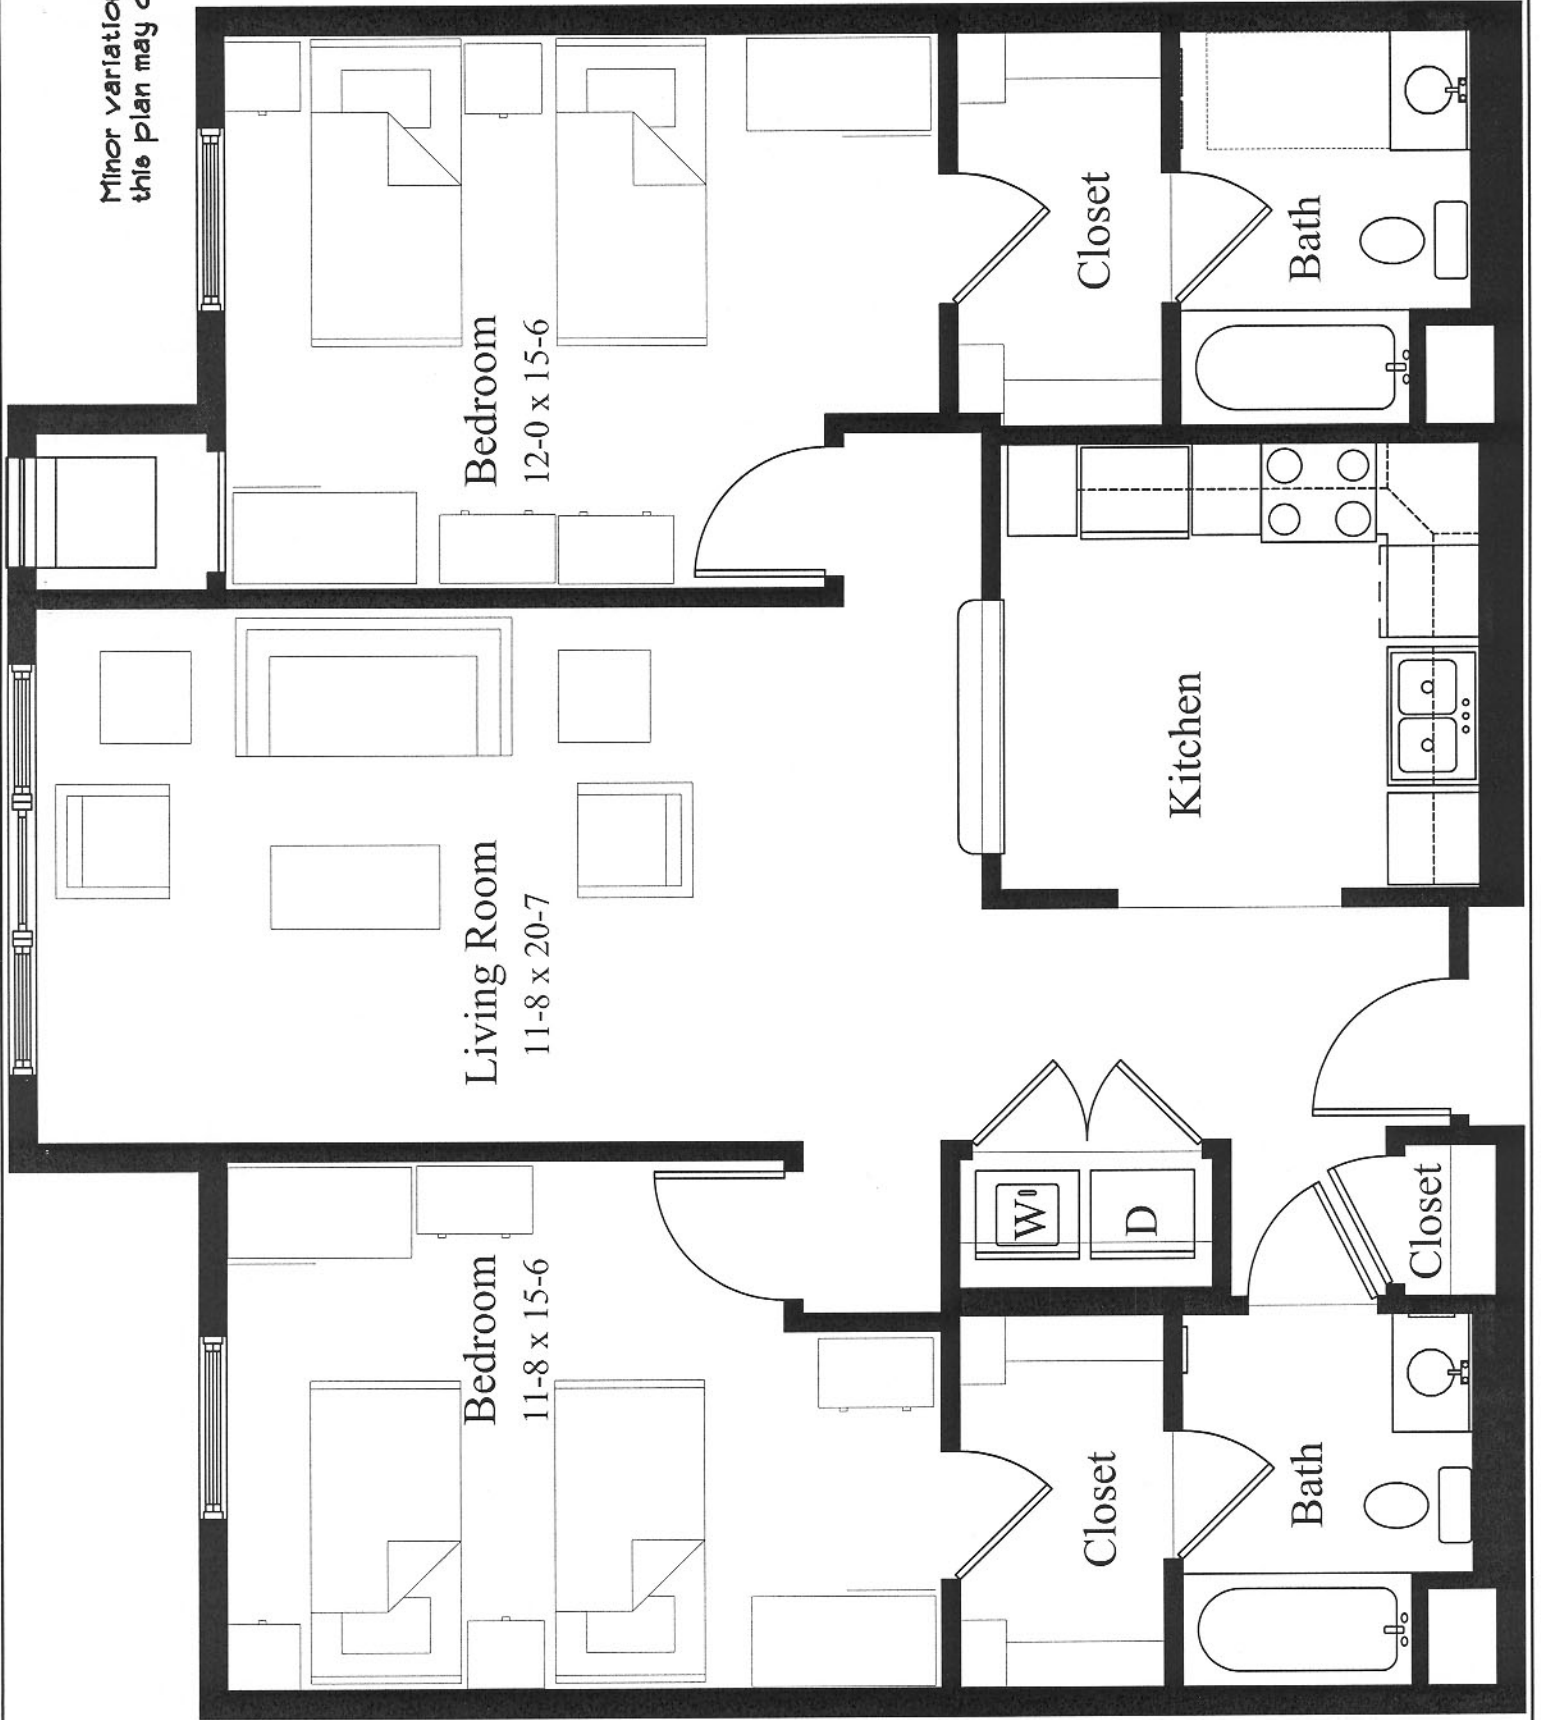 Minor variatio
this plan may
Bedroom
12-0 x 15-6
Closet
Bath
Living Room
11-8 x 20-7
Kitchen
Bedroom
11-8 x 15-6
W
D
Closet
Closet
Bath